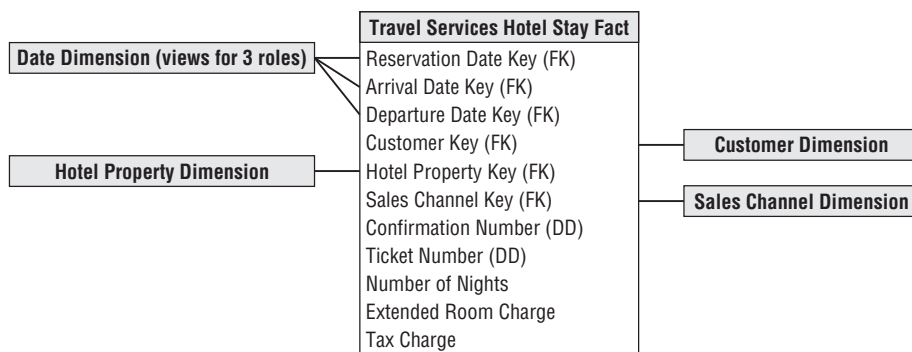 Travel Services Hotel Stay Fact
Date Dimension (views for 3 roles)
Reservation Date Key (FK)
Arrival Date Key (FK)
Departure Date Key (FK)
Customer Key (FK)
Customer Dimension
Hotel Property Dimension
Hotel Property Key (FK)
Sales Channel Key (FK)
Sales Channel Dimension
Confirmation Number (DD)
Ticket Number (DD)
Number of Nights
Extended Room Charge
Tax Charge